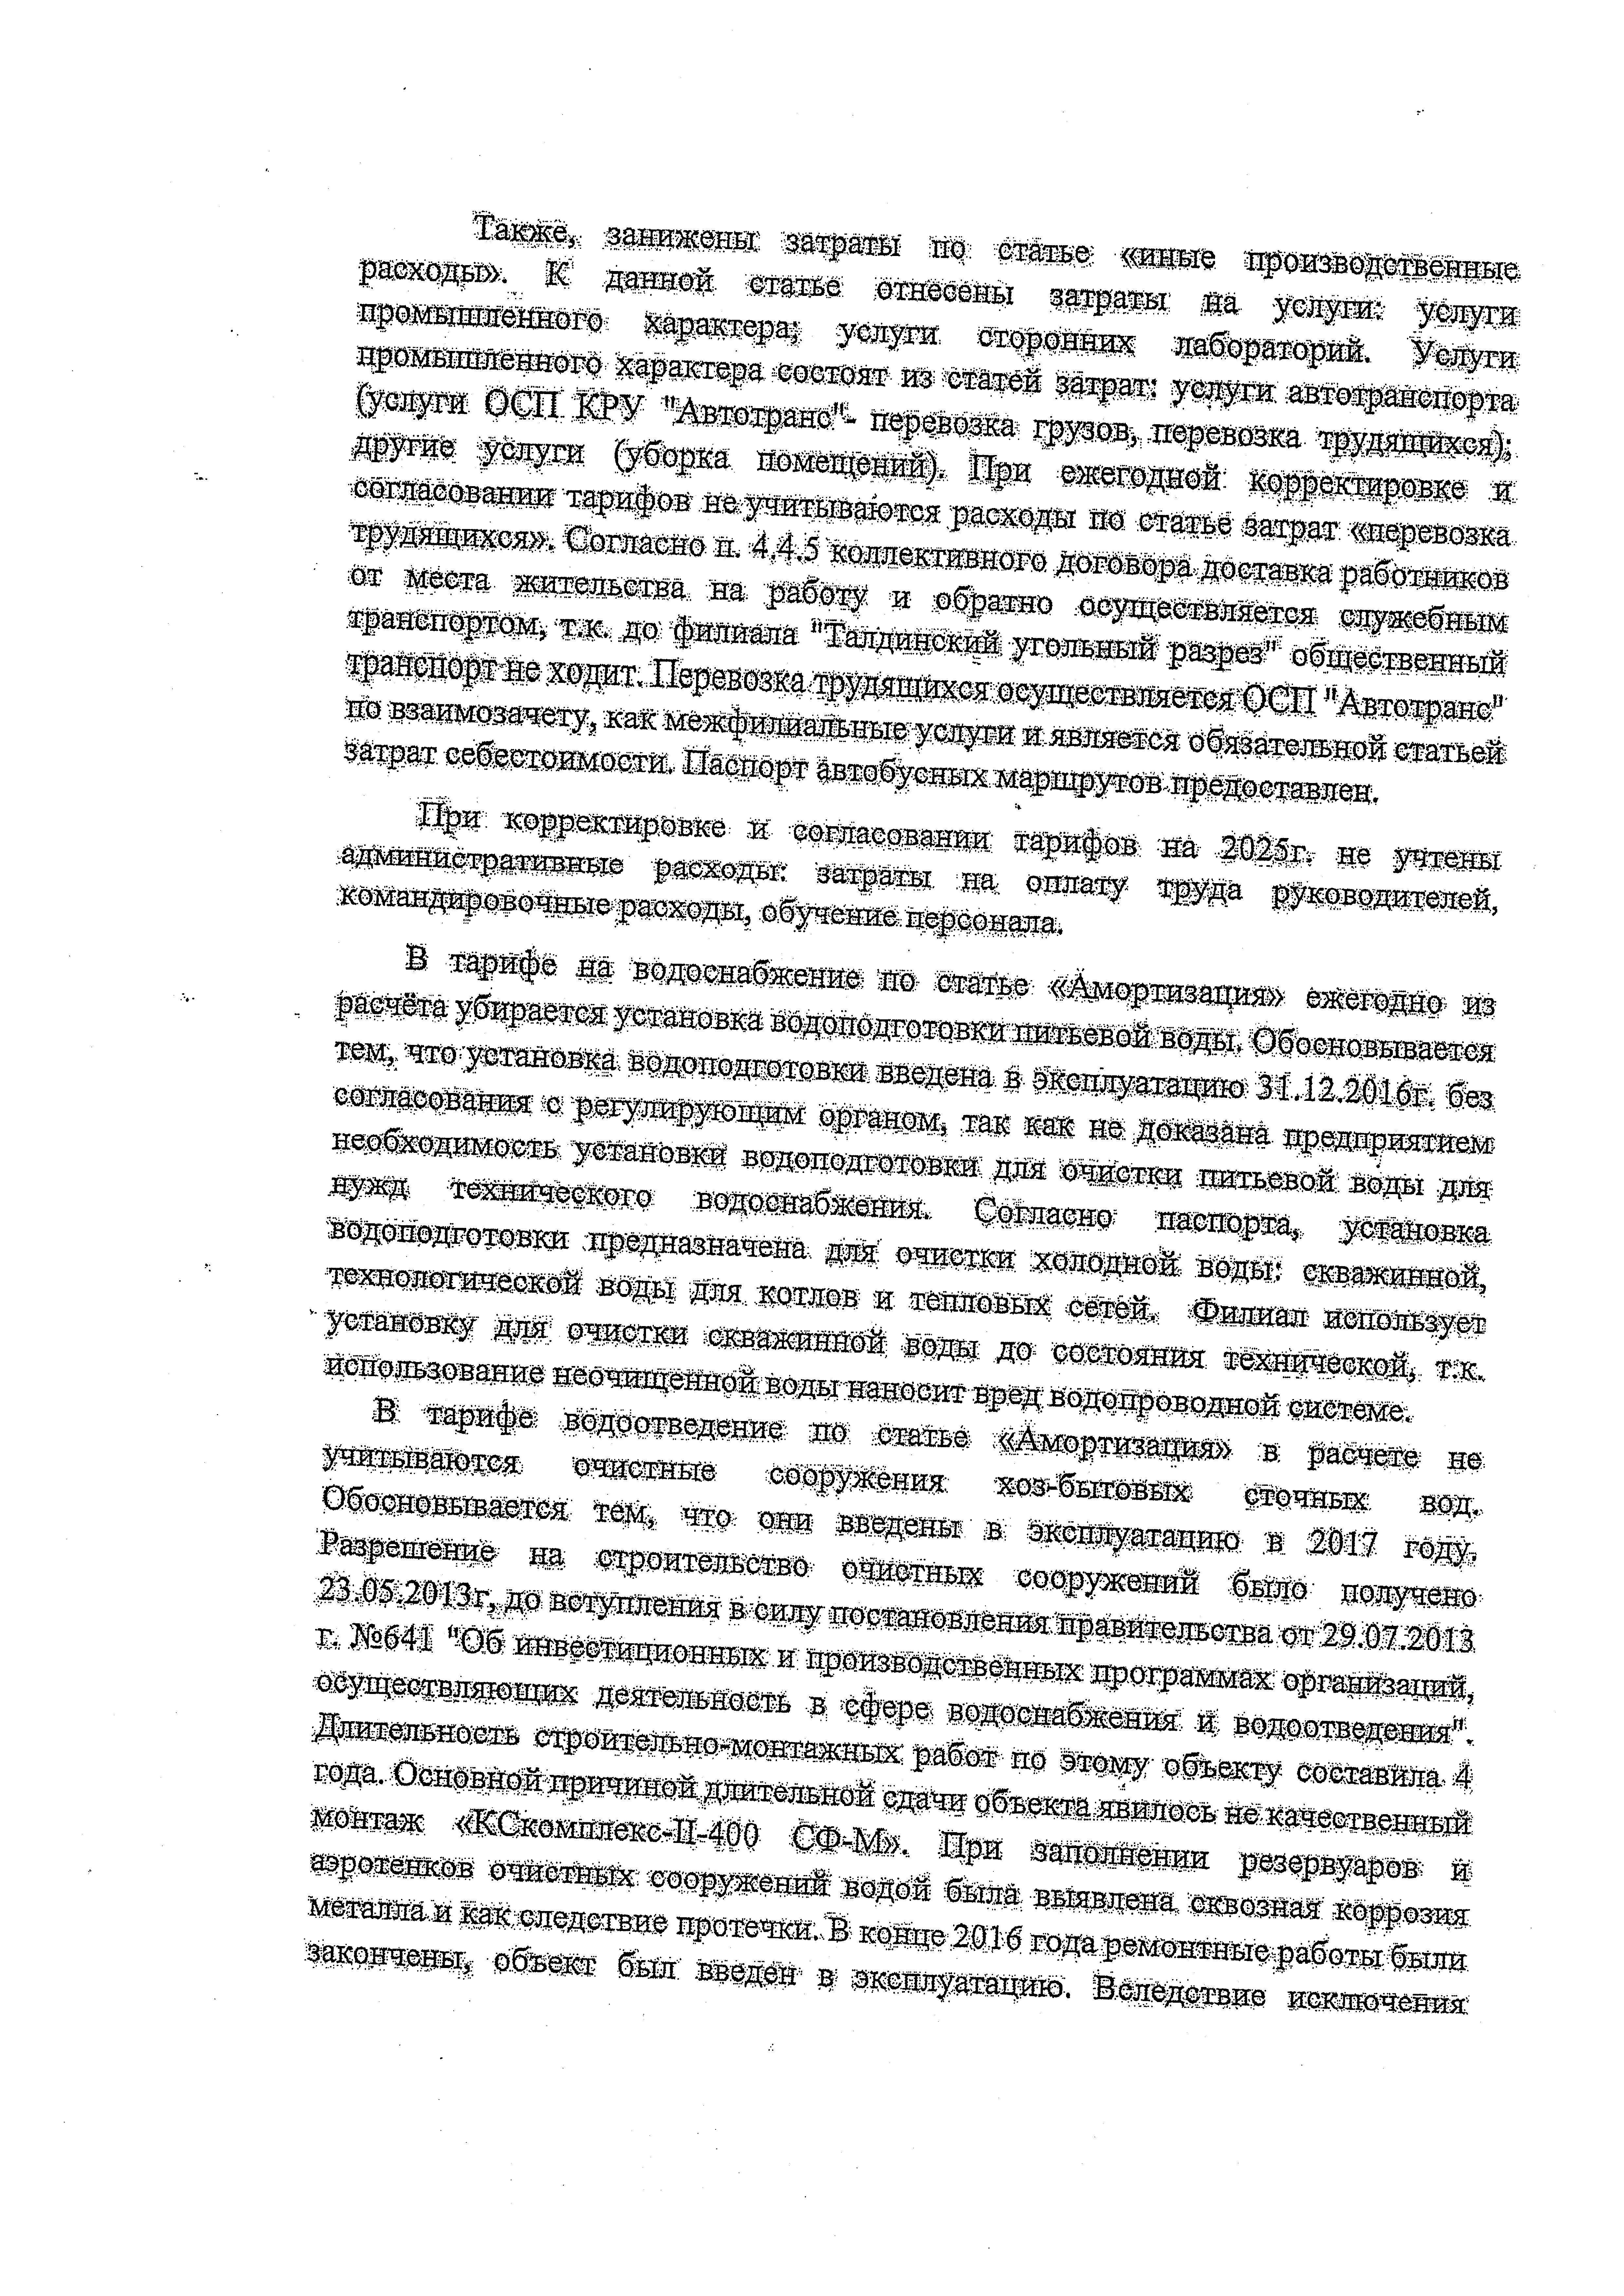 Также, занижены затраты по статье «иные производственные
расходы». К данной статье отнесены затраты на услуги: услуги
промышленного характера; услуги сторонних лабораторий. Услуги
промышленного характера состоят из статей затрат: услуги автотранспорта
(услуги ОСП КРУ "Автотранс"- перевозка грузов, перевозка трудящихся);
другие услуги (уборка помещений). При ежегодной корректировке и
согласовании тарифов не учитываются расходы по статье затрат «перевозка
трудящихся». Согласно п. 4.4.5 коллективного договора доставка работников
от места жительства на работу и обратно осуществляется служебным
транспортом, т.к. до филиала "Талдинский угольный разрез" общественный
транспорт не ходит. Перевозка трудящихся осуществляется ОСП "Автотранс"
по взаимозачету, как межфилиальные услуги и является обязательной статьей
затрат себестоимости. Паспорт автобусных маршрутов предоставлен.
При корректировке и согласовании тарифов на 2025г. не учтены
административные расходы: затраты на оплату труда руководителей,
командировочные расходы, обучение персонала.
В тарифе на водоснабжение по статье «Амортизация» ежегодно из
расчёта убирается установка водоподготовки питьевой воды. Обосновывается
тем, что установка водоподготовки введена в эксплуатацию 31.12.2016г. без
согласования с регулирующим органом, так как не доказана предприятием
необходимость установки водоподготовки для очистки питьевой воды для
нужд технического водоснабжения. Согласно паспорта, установка
водоподготовки предназначена для очистки холодной воды: скважинной,
технологической воды для котлов и тепловых сетей. Филиал использует
установку для очистки скважинной воды до состояния технической, т.к.
использование неочищенной воды наносит вред водопроводной системе.
В тарифе водоотведение по статье «Амортизация» в расчете не
учитываются очистные сооружения хоз-бытовых сточных вод.
Обосновывается тем, что они введены в эксплуатацию в 2017 году.
Разрешение на строительство очистных сооружений было получено
23.05.2013г, до вступления в силу постановления правительства от 29.07.2013
г. №641 "Об инвестиционных и производственных программах организаций,
осуществляющих деятельность в сфере водоснабжения и водоотведения".
Длительность строительно-монтажных работ по этому объекту составила 4
года. Основной причиной длительной сдачи объекта явилось не качественный
монтаж «КСкомплекс-П-400 СФ-М». При заполнении резервуаров и
аэротенков очистных сооружений водой была выявлена сквозная коррозия
металла и как следствие протечки. В конце 2016 года ремонтные работы были
закончены, объект был введен в эксплуатацию. Вследствие исключения